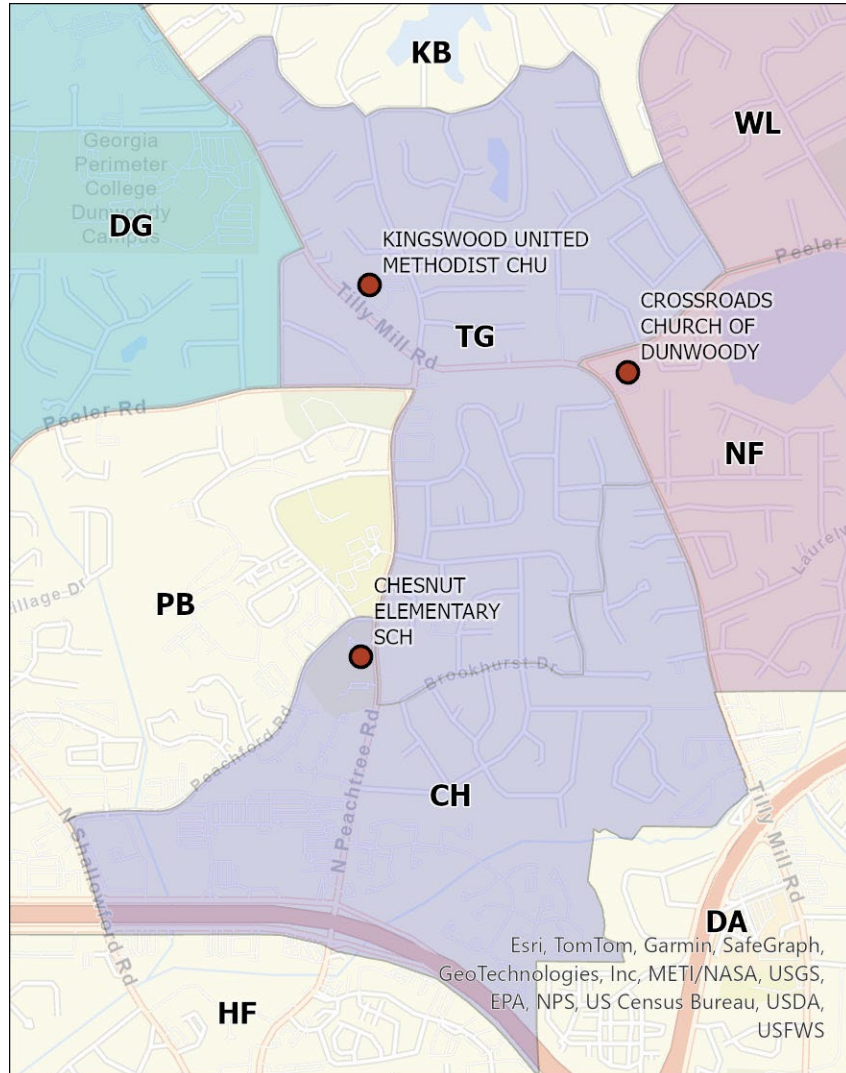 KB
WL
Georgia
Perimeter
College
Dunwoody
Campus
DG
KINGSWOOD UNITED
METHODIST CHU
Peeler
Tilly Mill Rd
TG
CROSSROADS
CHURCH OF
DUNWOODY
Peeler Rd
NF
Laurelw
CHESNUT
ELEMENTARY
SCH
illage Dr
PB
Brookhurst Dr
Peachford Rd
CH
N Peachtree Rd
N Shallowford Rd
Tilly Mill Rd
DA
Esri, TomTom, Garmin, SafeGraph,
GeoTechnologies, Inc, METI/NASA, USGS,
EPA, NPS, US Census Bureau, USDA,
USFWS
HF